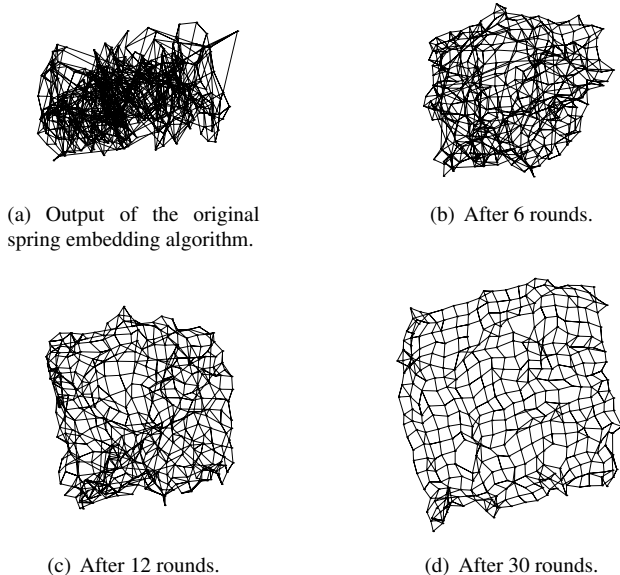 (a) Output of the original
spring embedding algorithm.
(b) After 6 rounds.
(c) After 12 rounds.
(d) After 30 rounds.